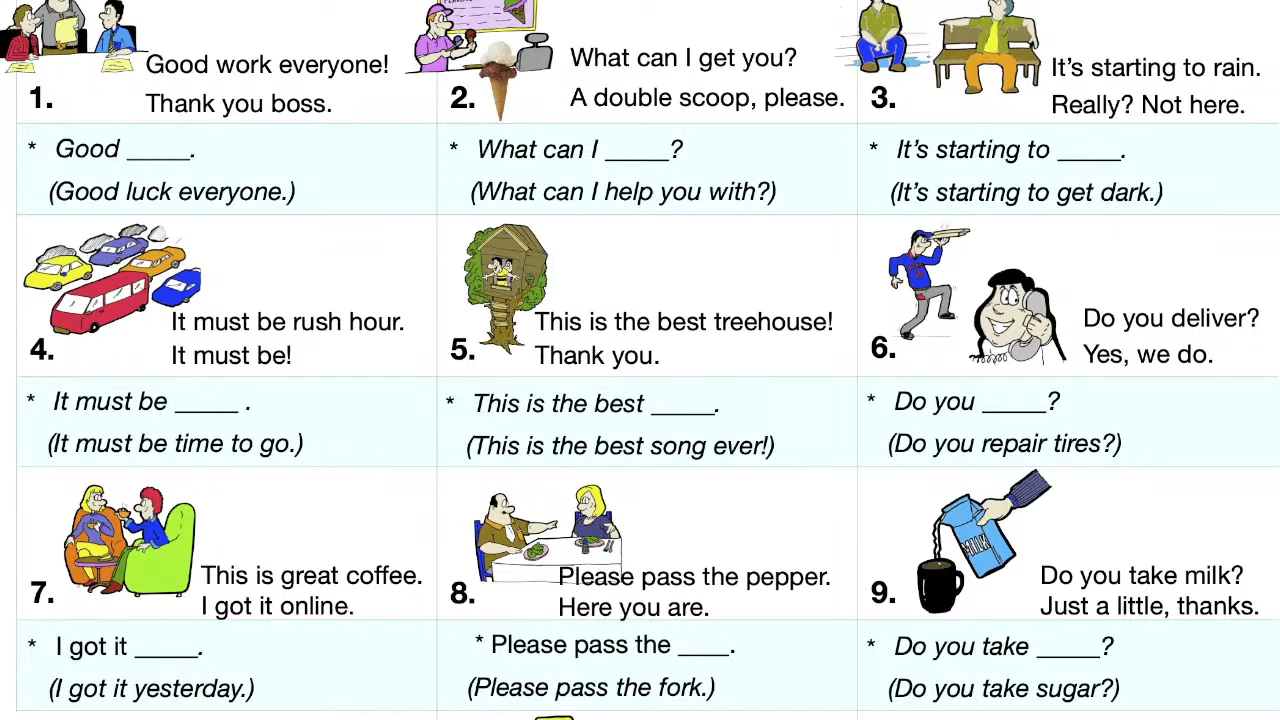 Good work everyone!
Thank you boss.
1.
* Good _____.
(Good luck everyone.)
What can I get you?
A double scoop, please.
2.
* What can I _____?
(What can I help you with?)
It's starting to rain.
Really? Not here.
3.
* It's starting to _____.
(It's starting to get dark.)
It must be rush hour.
It must be!
4.
* It must be _____ .
(It must be time to go.)
This is the best treehouse!
Thank you.
5.
* This is the best _____.
(This is the best song ever!)
Do you deliver?
Yes, we do.
6.
* Do you _____?
(Do you repair tires?)
This is great coffee.
I got it online.
7.
* I got it _____.
(I got it yesterday.)
Please pass the pepper.
Here you are.
8.
* Please pass the ____.
(Please pass the fork.)
MILK
Do you take milk?
Just a little, thanks.
9.
* Do you take _____?
(Do you take sugar?)